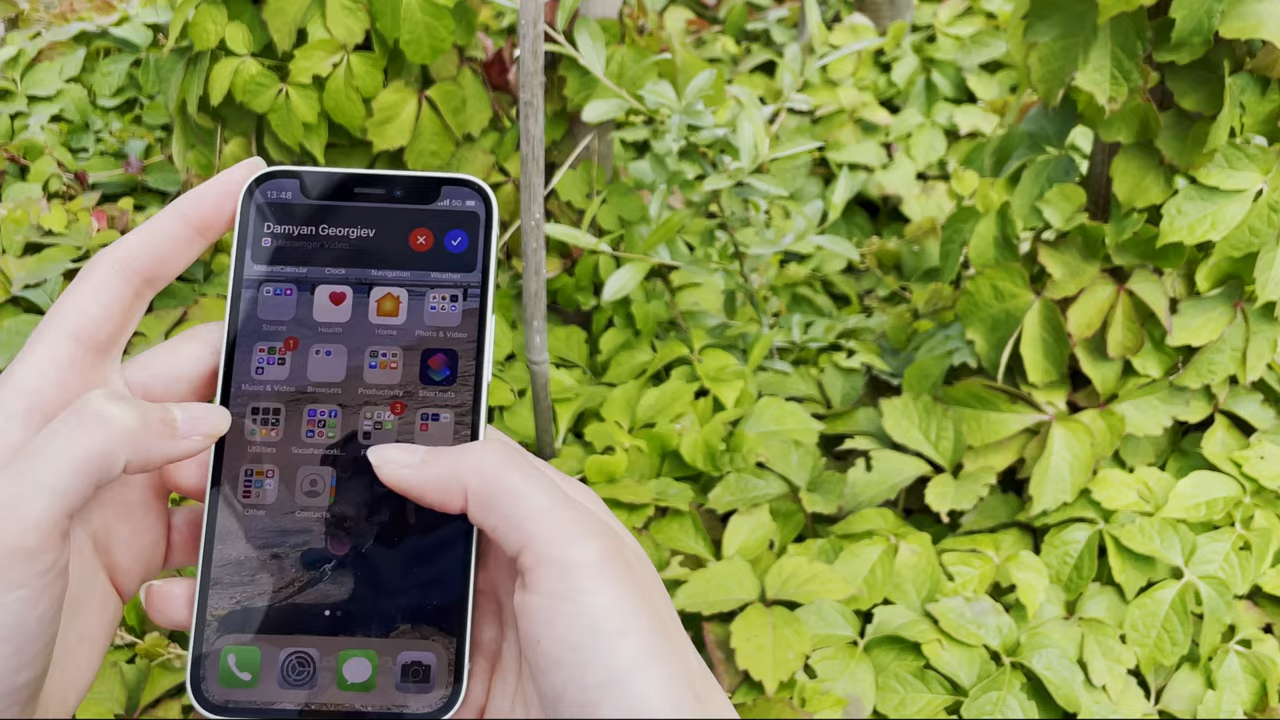 13:48
5G
Damyan Georgiev
Messenger Video...
Clock
Navigation
Weather
Stores
Health
Home
Photo & Video
1
Music & Video
Browsers
Productivity
Shortcuts
3
Utilities
SocialNetworki...
Other
Contacts